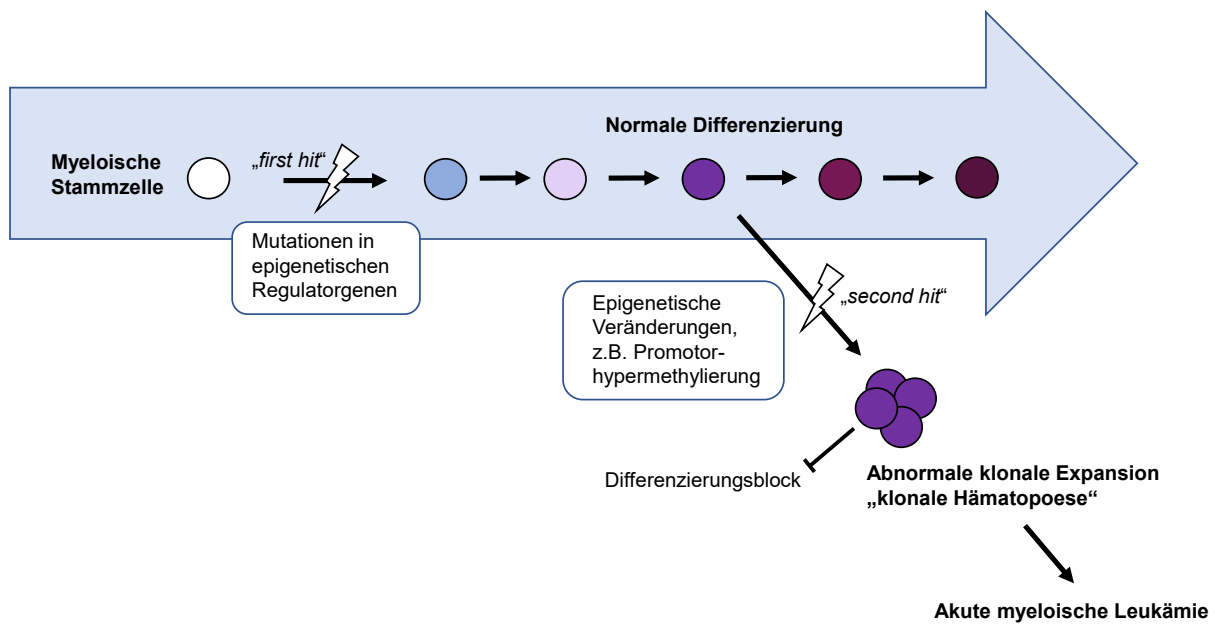 Normale Differenzierung
Myeloische
Stammzelle
„first hit“
Mutationen in
epigenetischen
Regulatorgenen
Epigenetische
Veränderungen,
z.B. Promotor-
hypermethylierung
„second hit“
Differenzierungsblock
Abnormale klonale Expansion
„klonale Hämatopoese“
Akute myeloische Leukämie